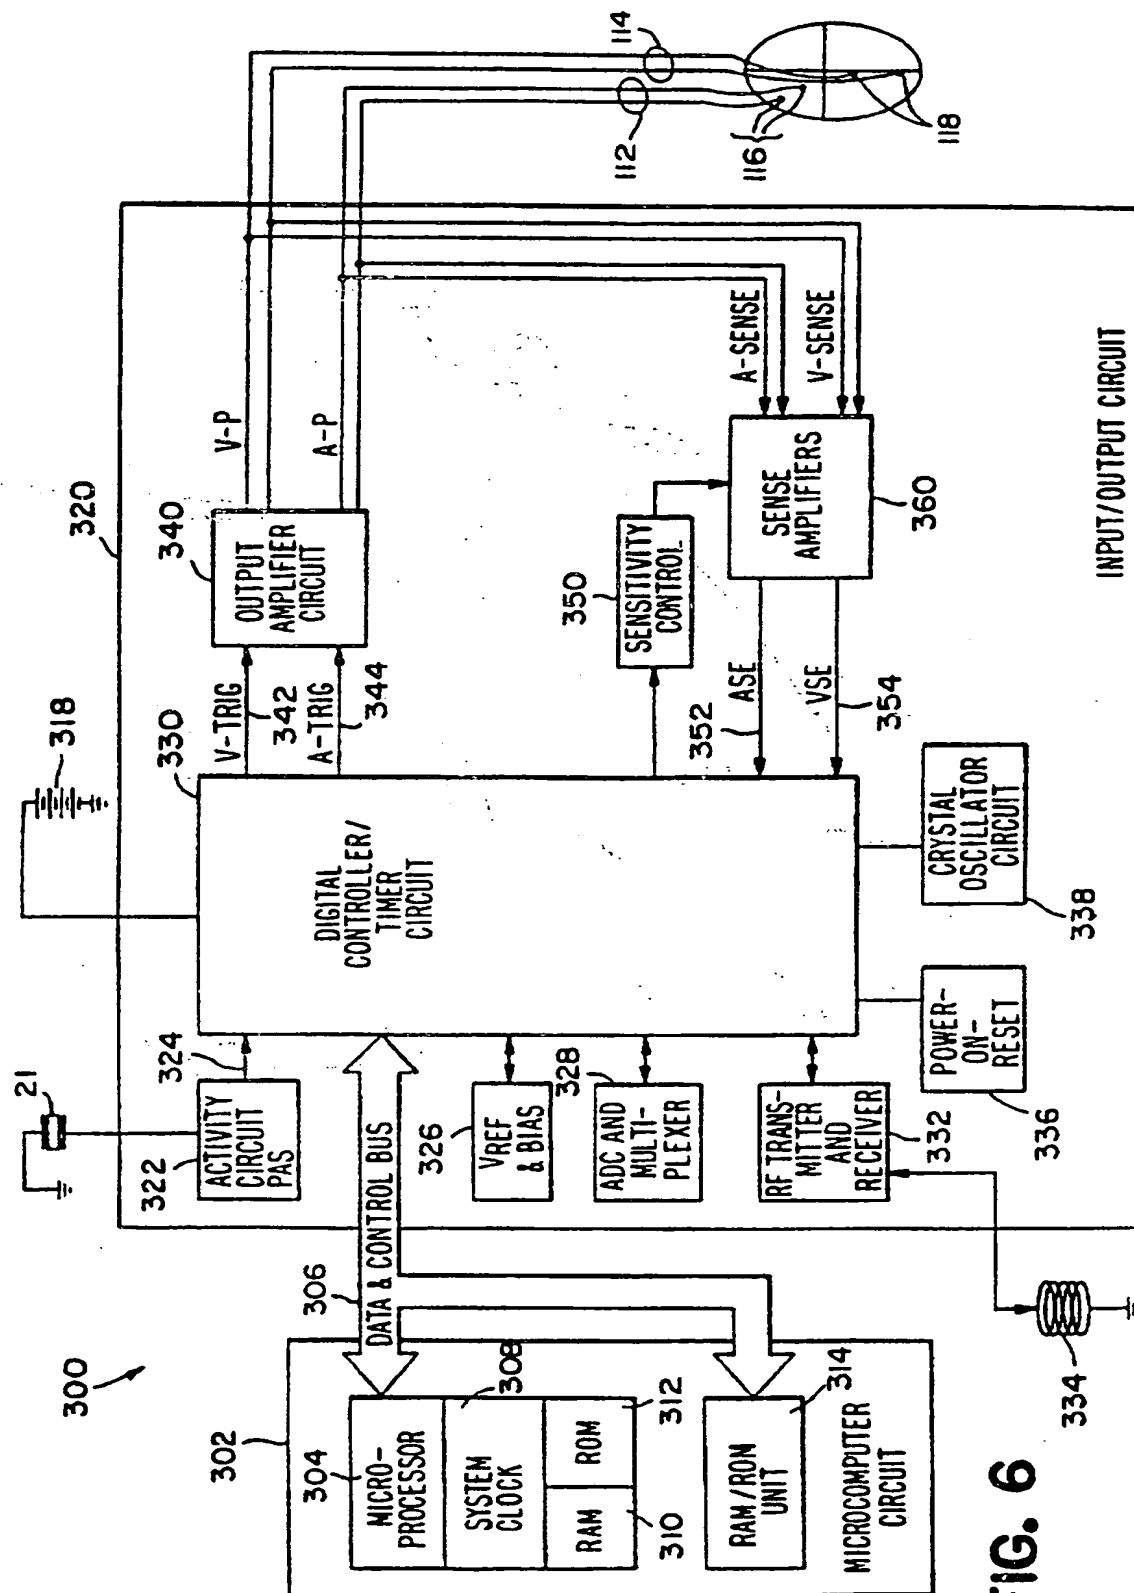 300
302
304
MICRO-
PROCESSOR
SYSTEM
CLOCK
308
RAM
ROM
310
312
RAM/ROM
UNIT
314
MICROCOMPUTER
CIRCUIT
306
DATA & CONTROL BUS
21
322
ACTIVITY
CIRCUIT
PAS
324
326
VREF
& BIAS
328
ADC AND
MULTI-
PLEXER
RF TRANS-
MITTER
AND
RECEIVER
332
334
POWER-
ON-
RESET
336
CRYSTAL
OSCILLATOR
CIRCUIT
338
318
320
330
DIGITAL
CONTROLLER/
TIMER
CIRCUIT
V-TRIG
342
A-TRIG
344
340
OUTPUT
AMPLIFIER
CIRCUIT
V-P
A-P
350
SENSITIVITY
CONTROL
352
ASE
VSE
354
SENSE
AMPLIFIERS
360
A-SENSE
V-SENSE
112
114
116
118
INPUT/OUTPUT CIRCUIT
FIG. 6